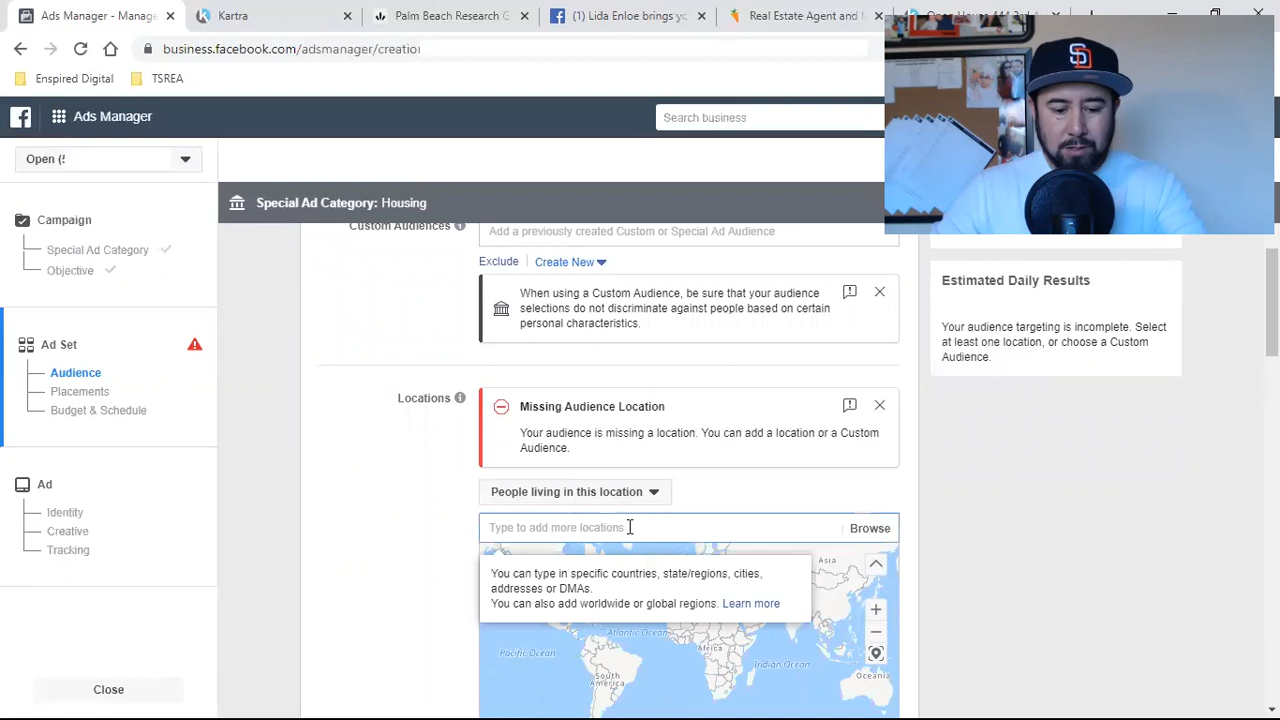 Ads Manager - Manag
Kartra
Palm Beach Research G
(1) Lida Enloe brings yo
Real Estate Agent and
business.facebook.com/adsmanager/creation
Enspired Digital
TSREA
Ads Manager
Search business
Open (
Special Ad Category: Housing
Campaign
Special Ad Category
Objective
Ad Set
Audience
Placements
Budget & Schedule
Ad
Identity
Creative
Tracking
Close
Custom Audiences
Add a previously created Custom or Special Ad Audience
Exclude
Create New
When using a Custom Audience, be sure that your audience
selections do not discriminate against people based on certain
personal characteristics.
Locations
Missing Audience Location
Your audience is missing a location. You can add a location or a Custom
Audience.
People living in this location
Type to add more locations
Browse
You can type in specific countries, state/regions, cities,
addresses or DMAs.
You can also add worldwide or global regions. Learn more
Asia
Atlantic Ocean
Pacific Ocean
Africa
Indian Ocean
South
America
Oceania
Estimated Daily Results
Your audience targeting is incomplete. Select
at least one location, or choose a Custom
Audience.
SD